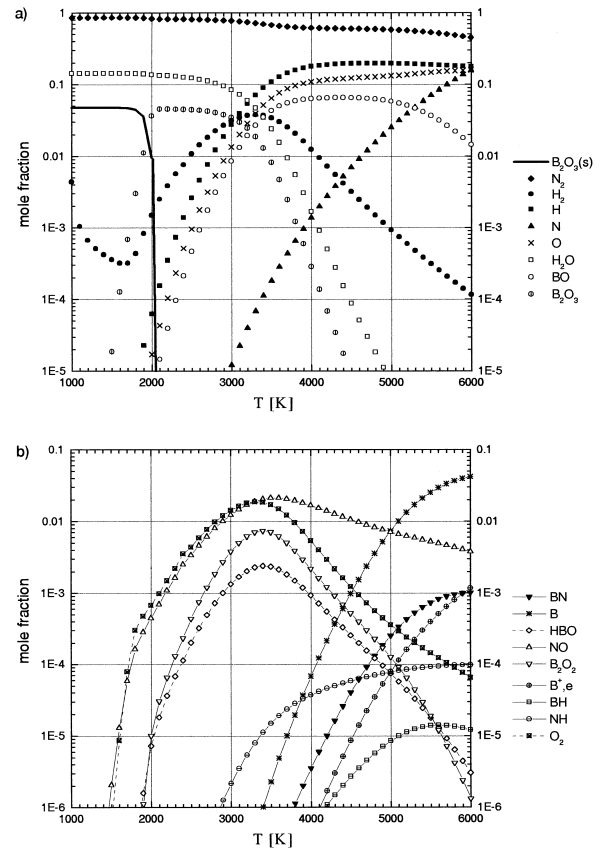 a)
1
0.1
0.01
1E-3
1E-4
1E-5
1
0.1
0.01
1E-3
1E-4
1E-5
mole fraction
1000 2000 3000 4000 5000 6000
T [K]
B₂O₃(s)
N₂
H₂
H
N
O
H₂O
BO
B₂O₃
b)
0.1
0.01
1E-3
1E-4
1E-5
1E-6
0.1
0.01
1E-3
1E-4
1E-5
1E-6
mole fraction
1000 2000 3000 4000 5000 6000
T [K]
BN
B
HBO
NO
B₂O₂
B⁺,e
BH
NH
O₂